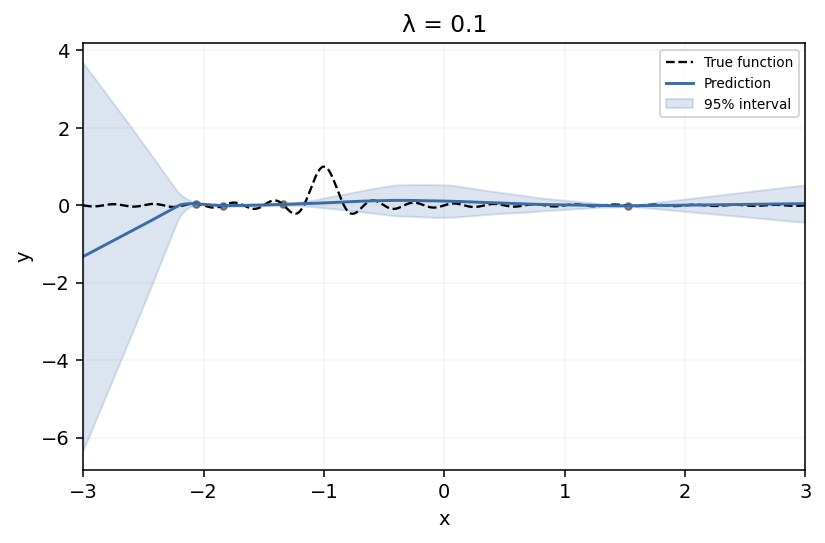 λ = 0.1
True function
Prediction
95% interval
y
4
2
0
−2
−4
−6
−3
−2
−1
0
1
2
3
x